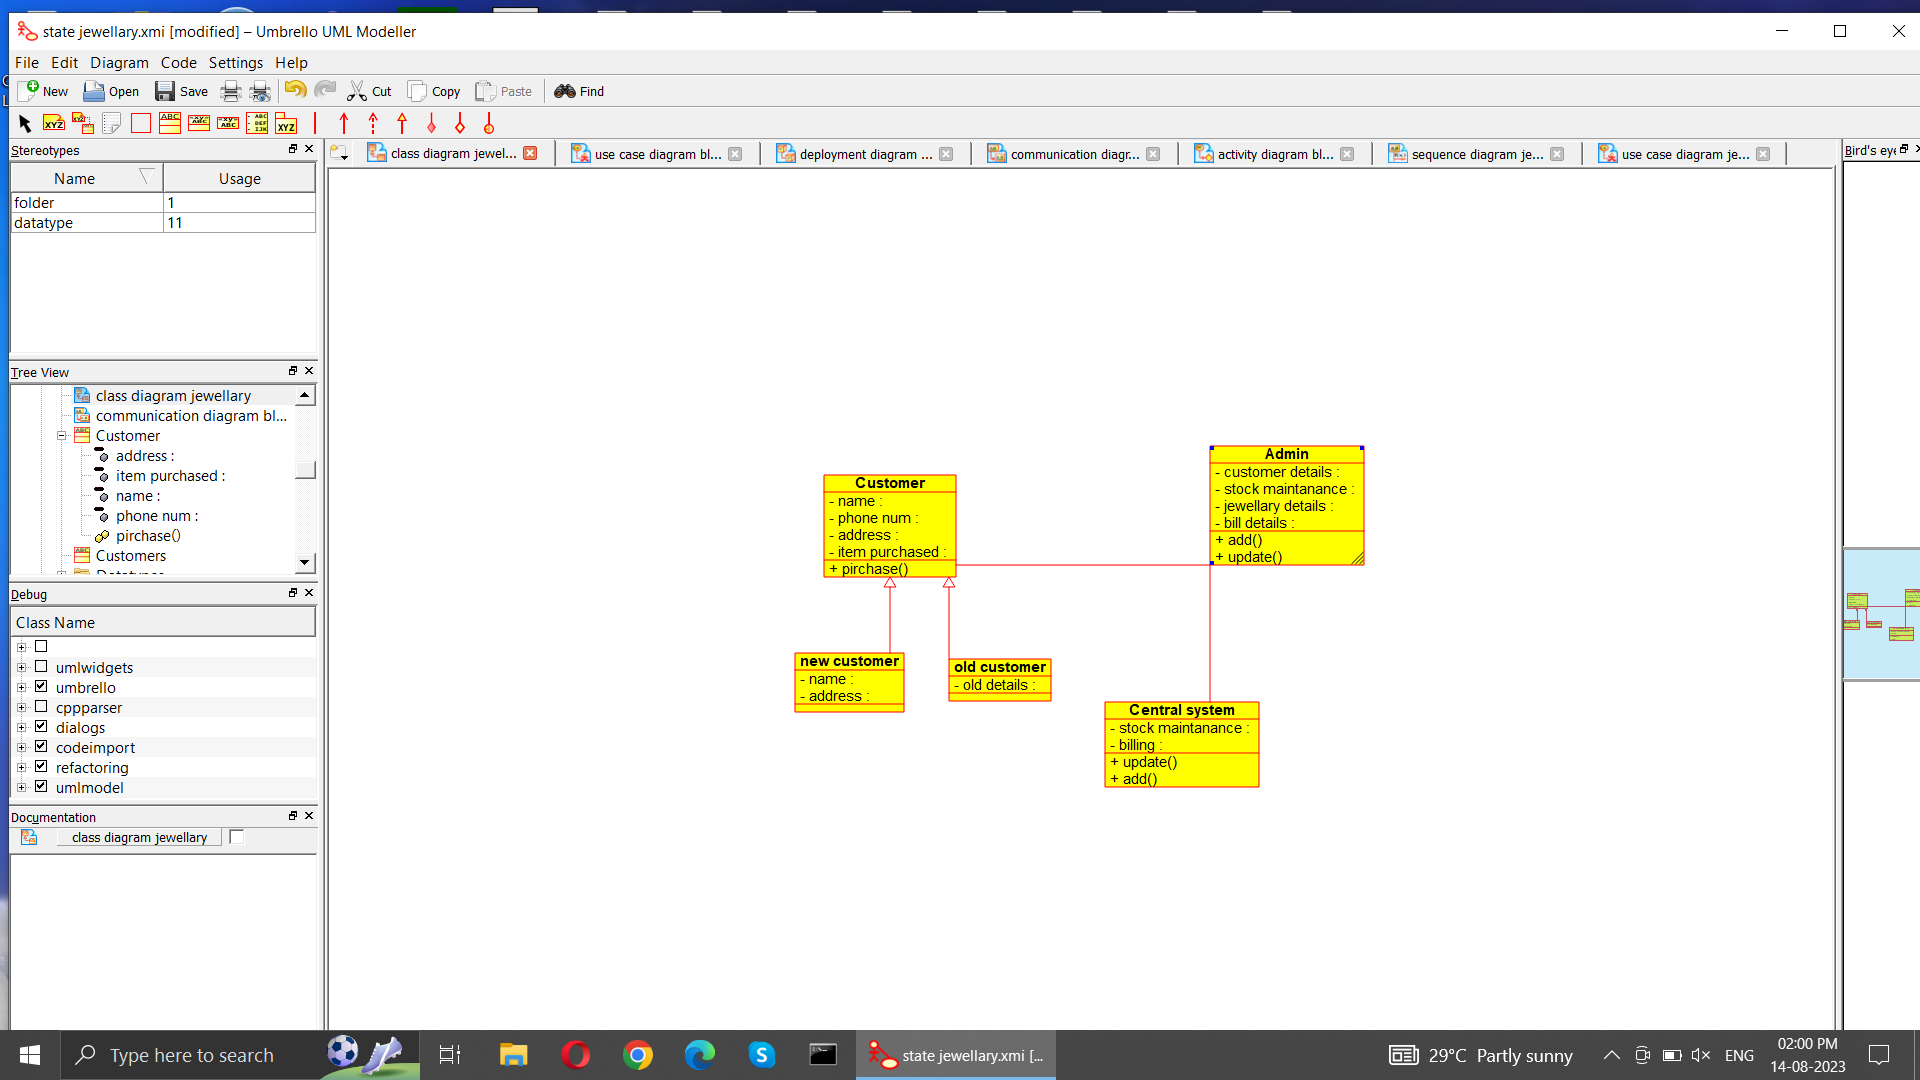 state jewellary.xmi [modified] – Umbrello UML Modeller
File Edit Diagram Code Settings Help
New Open Save Cut Copy Paste Find
Stereotypes
Name Usage
folder 1
datatype 11
Tree View
class diagram jewellary
communication diagram bl...
Customer
address :
item purchased :
name :
phone num :
pirchase()
Customers
Debug
Class Name
umlwidgets
umbrello
cppparser
dialogs
codeimport
refactoring
umlmodel
Documentation
class diagram jewellary
class diagram jewel... use case diagram bl... deployment diagram ... communication diagr... activity diagram bl... sequence diagram je... use case diagram je...
Bird's eye
Customer
- name :
- phone num :
- address :
- item purchased :
+ pirchase()
Admin
- customer details :
- stock maintanance :
- jewellary details :
- bill details :
+ add()
+ update()
new customer
- name :
- address :
old customer
- old details :
Central system
- stock maintanance :
- billing :
+ update()
+ add()
Type here to search
state jewellary.xmi [...
29°C Partly sunny
ENG
02:00 PM
14-08-2023